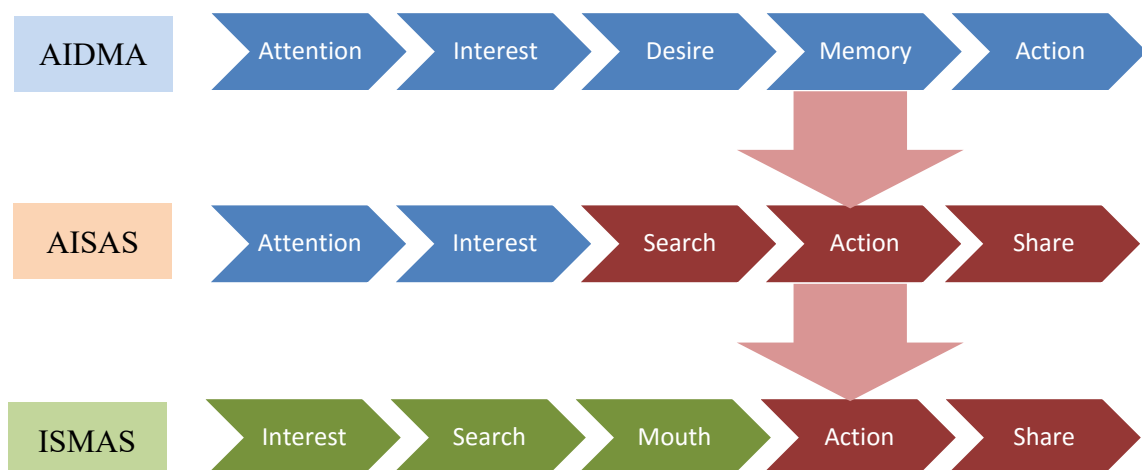 AIDMA Attention Interest Desire Memory Action
AISAS Attention Interest Search Action Share
ISMAS Interest Search Mouth Action Share